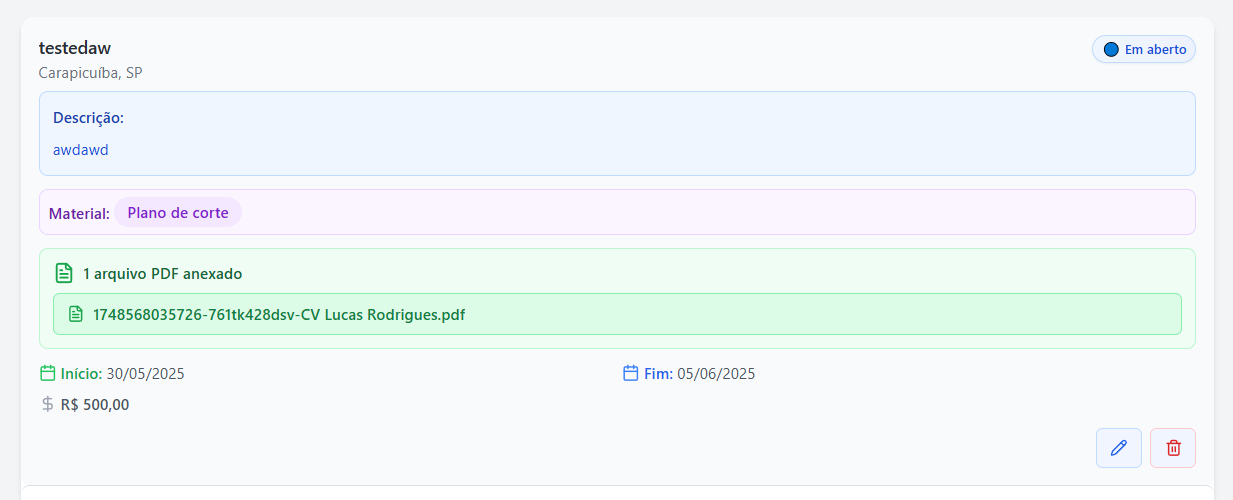 testedaw
Em aberto
Carapicuíba, SP
Descrição:
awdawd
Material: Plano de corte
1 arquivo PDF anexado
1748568035726-761tk428dsv-CV Lucas Rodrigues.pdf
Início: 30/05/2025
Fim: 05/06/2025
$ R$ 500,00